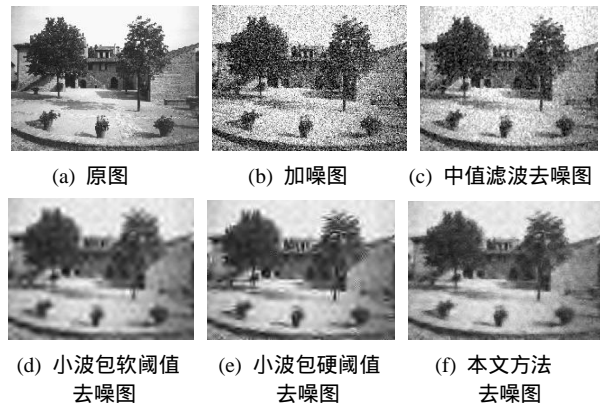 (a) 原图
(b) 加噪图
(c) 中值滤波去噪图
(d) 小波包软阈值
去噪图
(e) 小波包硬阈值
去噪图
(f) 本文方法
去噪图